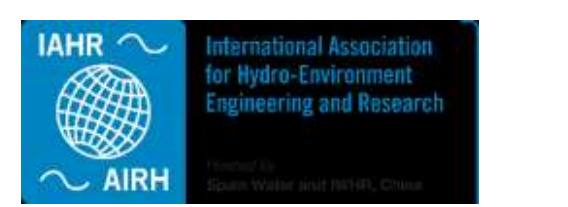 IAHR
AIRH
International Association
for Hydro-Environment
Engineering and Research
Hosted by
Spain Water and IWHR, China